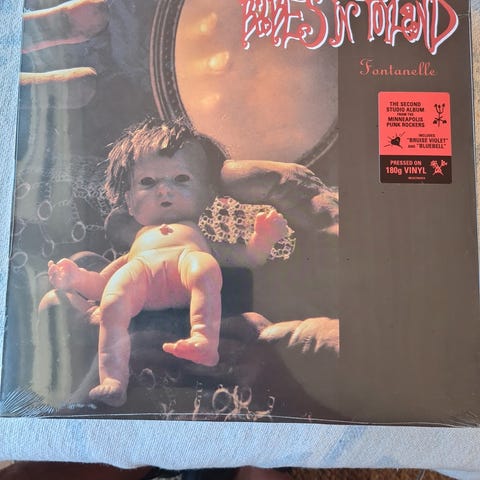 BABES IN TOYLAND
Fontanelle
THE SECOND
STUDIO ALBUM
FROM THE
MINNEAPOLIS
PUNK ROCKERS
INCLUDES
"BRUISE VIOLET"
AND "BLUEBELL"
PRESSED ON
180g VINYL